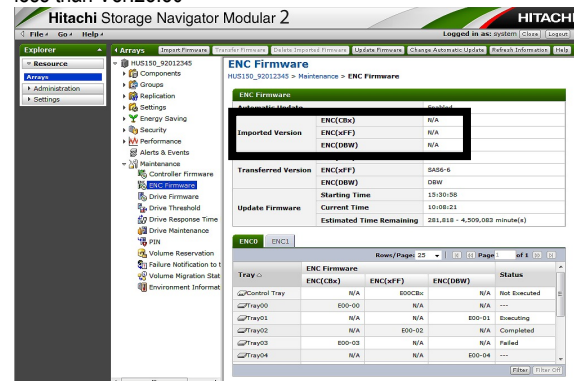 Hitachi Storage Navigator Modular 2
HITACHI
File Go Help
Logged in as: system Close Logout
Explorer
Arrays Import Firmware Transfer Firmware Delete Imported Firmware Update Firmware Change Automatic Update Refresh Information Help
Resource
Arrays
Administration
Settings
HUS150_92012345
Components
Groups
Replication
Settings
Energy Saving
Security
Performance
Alerts & Events
Maintenance
Controller Firmware
ENC Firmware
Drive Firmware
Drive Threshold
Drive Response Time
Drive Maintenance
PIN
Volume Reservation
Failure Notification to
Volume Migration Stat
Environment Informat
ENC Firmware
HUS150_92012345 > Maintenance > ENC Firmware
ENC Firmware
Automatic Update Enabled
Imported Version
ENC(CBx) N/A
ENC(xFF) N/A
ENC(DBW) N/A
Transferred Version
ENC(xFF) SAS6-6
ENC(DBW) DBW
Update Firmware
Starting Time 15:30:58
Current Time 10:08:21
Estimated Time Remaining 281,818 - 4,509,083 minute(s)
ENC0 ENC1
Rows/Page: 25 Page 1 of 1
Tray ENC Firmware Status
ENC(CBx) ENC(xFF) ENC(DBW)
Control Tray N/A E00CBx N/A Not Executed
Tray00 E00-00 N/A N/A ---
Tray01 N/A N/A E00-01 Executing
Tray02 N/A E00-02 N/A Completed
Tray03 E00-03 N/A N/A Failed
Tray04 N/A N/A E00-04 ---
Filter Filter Off